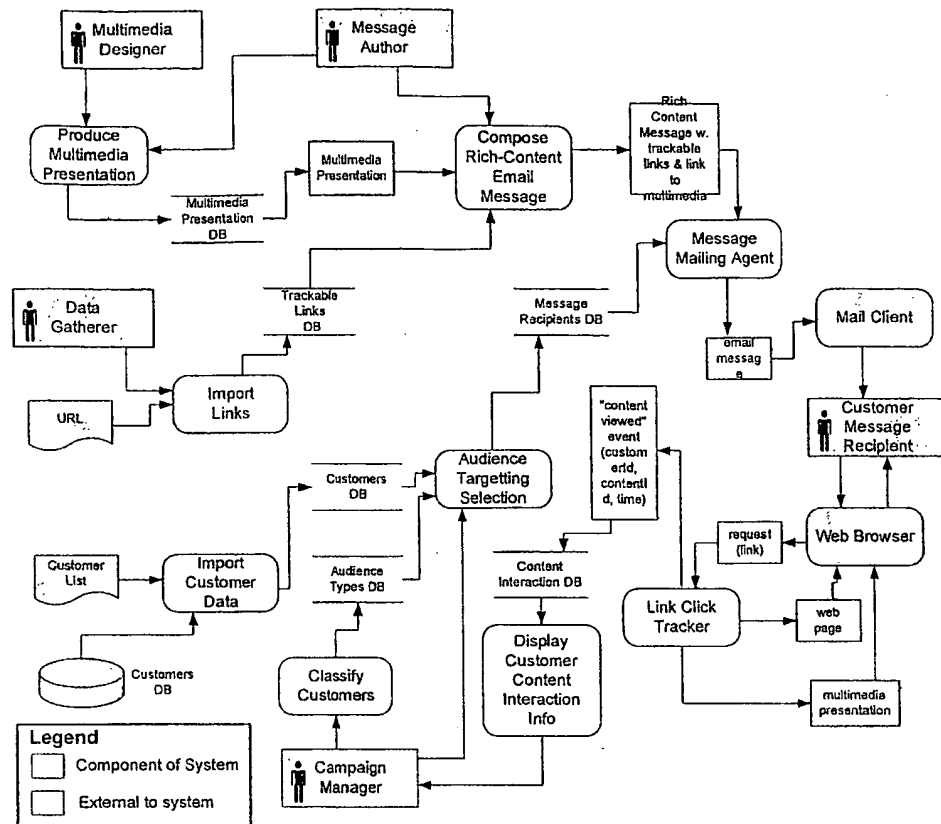 Multimedia
Designer
Message
Author
Produce
Multimedia
Presentation
Multimedia
Presentation
DB
Multimedia
Presentation
Compose
Rich-Content
Email
Message
Rich
Content
Message w.
trackable
links & link
to
multimedia
Message
Mailing Agent
Data
Gatherer
Trackable
Links
DB
Message
Recipients DB
email
messag
e
Mail Client
URL
Import
Links
"content
viewed"
event
(custom
erId,
contentI
d, time)
Customer
Message
Recipient
Customers
DB
Audience
Targetting
Selection
request
(link)
Web Browser
Customer
List
Import
Customer
Data
Audience
Types DB
Content
Interaction DB
Link Click
Tracker
web
page
Customers
DB
Classify
Customers
Display
Customer
Content
Interaction
Info
multimedia
presentation
Legend
Component of System
External to system
Campaign
Manager